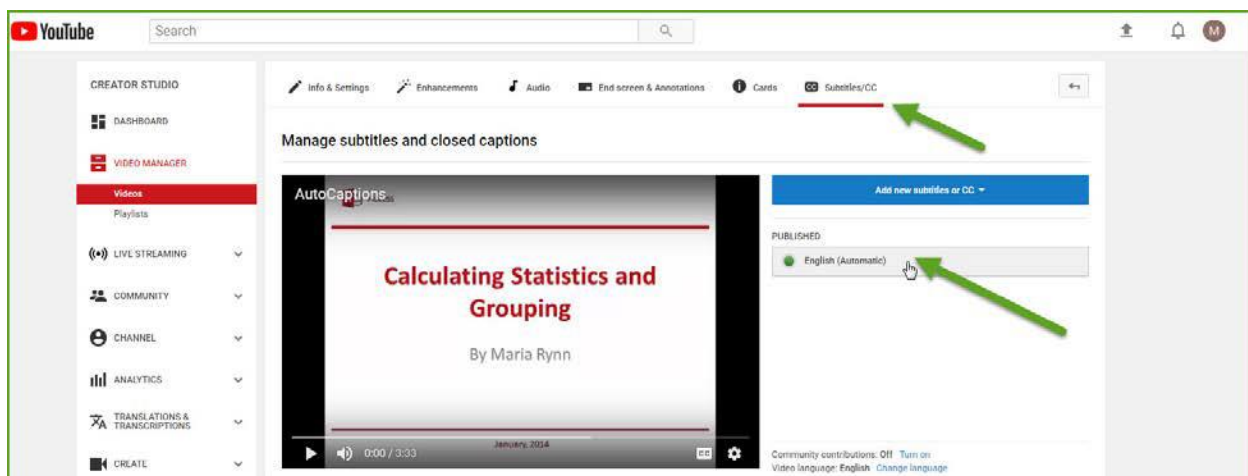 YouTube
Search
M
CREATOR STUDIO
DASHBOARD
VIDEO MANAGER
Videos
Playlists
LIVE STREAMING
COMMUNITY
CHANNEL
ANALYTICS
TRANSLATIONS &
TRANSCRIPTIONS
CREATE
Info & Settings
Enhancements
Audio
End screen & Annotations
Cards
CC Subtitles/CC
Manage subtitles and closed captions
AutoCaptions
Calculating Statistics and
Grouping
By Maria Rynn
January, 2014
0:00 / 3:33
CC
Add new subtitles or CC
PUBLISHED
English (Automatic)
Community contributions: Off Turn on
Video language: English Change language